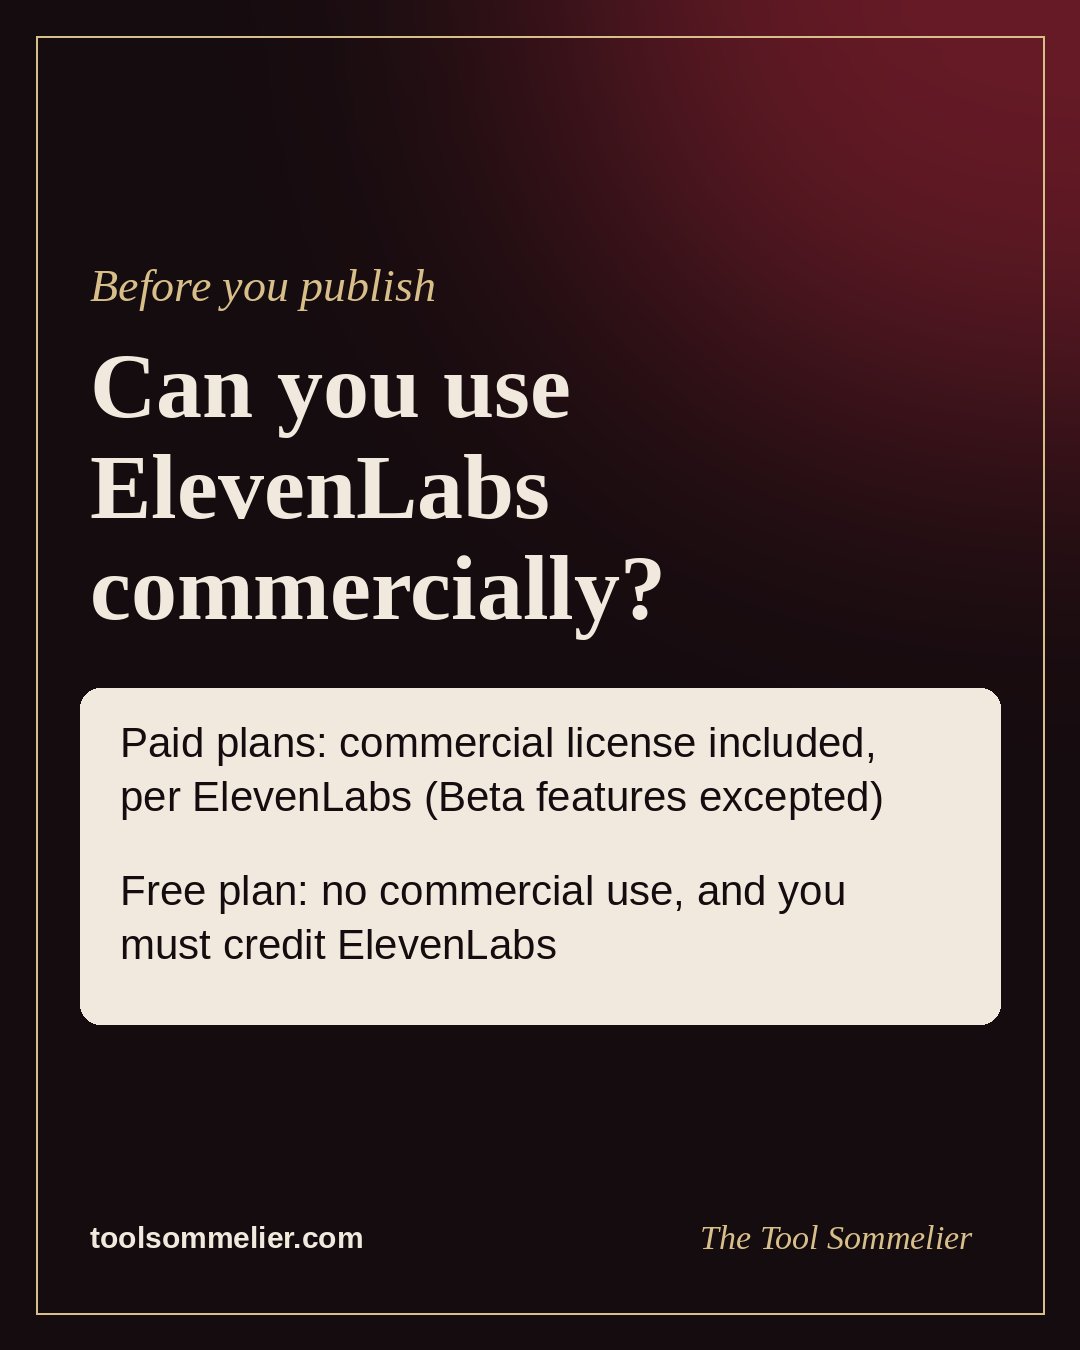 Before you publish
Can you use
ElevenLabs
commercially?
Paid plans: commercial license included,
per ElevenLabs (Beta features excepted)
Free plan: no commercial use, and you
must credit ElevenLabs
toolsommelier.com
The Tool Sommelier